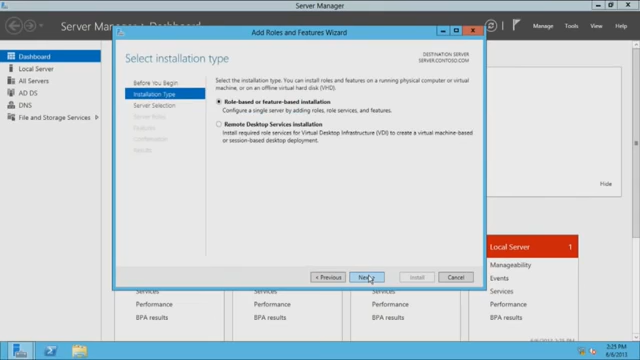 Server Manager
Server Manager
Dashboard
Manage
Tools
View
Help
Dashboard
Local Server
All Servers
AD DS
DNS
File and Storage Services
Add Roles and Features Wizard
Select installation type
DESTINATION SERVER
SERVER.CONTOSO.COM
Before You Begin
Installation Type
Server Selection
Server Roles
Features
Confirmation
Results
Select the installation type. You can install roles and features on a running physical computer or virtual
machine, or on an offline virtual hard disk (VHD).
Role-based or feature-based installation
Configure a single server by adding roles, role services, and features.
Remote Desktop Services installation
Install required role services for Virtual Desktop Infrastructure (VDI) to create a virtual machine-based
or session-based desktop deployment.
< Previous
Next >
Install
Cancel
Hide
Local Server 1
Manageability
Events
Services
Performance
BPA results
Services
Performance
BPA results
Services
Performance
BPA results
Services
Performance
BPA results
3:25 PM